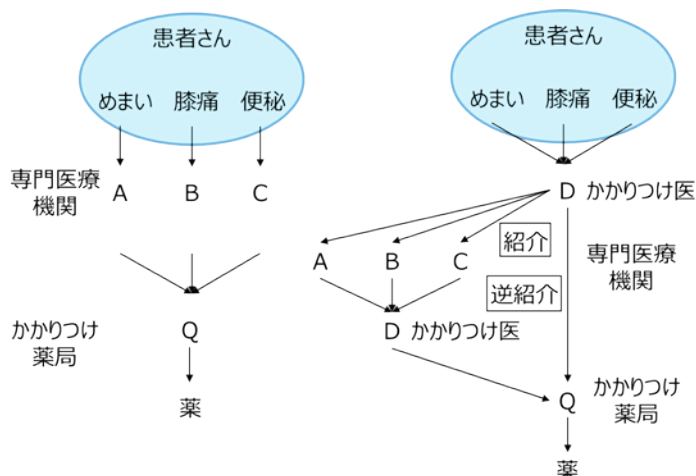 患者さん
めまい 膝痛 便秘
専門医療
機関
A B C
かかりつけ
薬局
Q
薬
患者さん
めまい 膝痛 便秘
D かかりつけ医
紹介
A B C
専門医療
機関
逆紹介
D かかりつけ医
Q
かかりつけ
薬局
薬